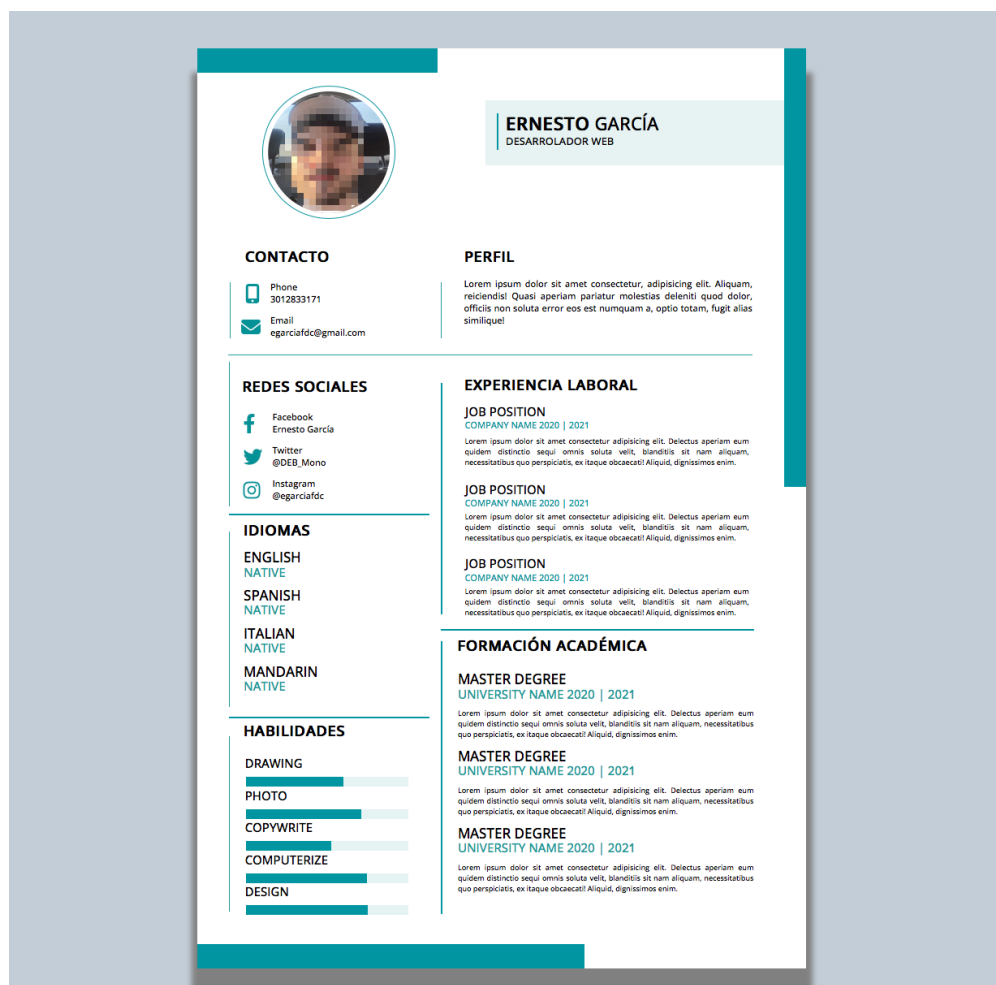 ERNESTO GARCÍA
DESARROLADOR WEB
CONTACTO
Phone
3012833171
Email
egarciafdc@gmail.com
PERFIL
Lorem ipsum dolor sit amet consectetur, adipisicing elit. Aliquam,
reiciendis! Quasi aperiam pariatur molestias deleniti quod dolor,
officiis non soluta error eos est numquam a, optio totam, fugit alias
similique!
REDES SOCIALES
Facebook
Ernesto García
Twitter
@DEB_Mono
Instagram
@egarciafdc
IDIOMAS
ENGLISH
NATIVE
SPANISH
NATIVE
ITALIAN
NATIVE
MANDARIN
NATIVE
HABILIDADES
DRAWING
PHOTO
COPYWRITE
COMPUTERIZE
DESIGN
EXPERIENCIA LABORAL
JOB POSITION
COMPANY NAME 2020 | 2021
Lorem ipsum dolor sit amet consectetur adipisicing elit. Delectus aperiam eum
quidem distinctio sequi omnis soluta velit, blanditiis sit nam aliquam,
necessitatibus quo perspiciatis, ex itaque obcaecati! Aliquid, dignissimos enim.
JOB POSITION
COMPANY NAME 2020 | 2021
Lorem ipsum dolor sit amet consectetur adipisicing elit. Delectus aperiam eum
quidem distinctio sequi omnis soluta velit, blanditiis sit nam aliquam,
necessitatibus quo perspiciatis, ex itaque obcaecati! Aliquid, dignissimos enim.
JOB POSITION
COMPANY NAME 2020 | 2021
Lorem ipsum dolor sit amet consectetur adipisicing elit. Delectus aperiam eum
quidem distinctio sequi omnis soluta velit, blanditiis sit nam aliquam,
necessitatibus quo perspiciatis, ex itaque obcaecati! Aliquid, dignissimos enim.
FORMACIÓN ACADÉMICA
MASTER DEGREE
UNIVERSITY NAME 2020 | 2021
Lorem ipsum dolor sit amet consectetur adipisicing elit. Delectus aperiam eum
quidem distinctio sequi omnis soluta velit, blanditiis sit nam aliquam, necessitatibus
quo perspiciatis, ex itaque obcaecati! Aliquid, dignissimos enim.
MASTER DEGREE
UNIVERSITY NAME 2020 | 2021
Lorem ipsum dolor sit amet consectetur adipisicing elit. Delectus aperiam eum
quidem distinctio sequi omnis soluta velit, blanditiis sit nam aliquam, necessitatibus
quo perspiciatis, ex itaque obcaecati! Aliquid, dignissimos enim.
MASTER DEGREE
UNIVERSITY NAME 2020 | 2021
Lorem ipsum dolor sit amet consectetur adipisicing elit. Delectus aperiam eum
quidem distinctio sequi omnis soluta velit, blanditiis sit nam aliquam, necessitatibus
quo perspiciatis, ex itaque obcaecati! Aliquid, dignissimos enim.